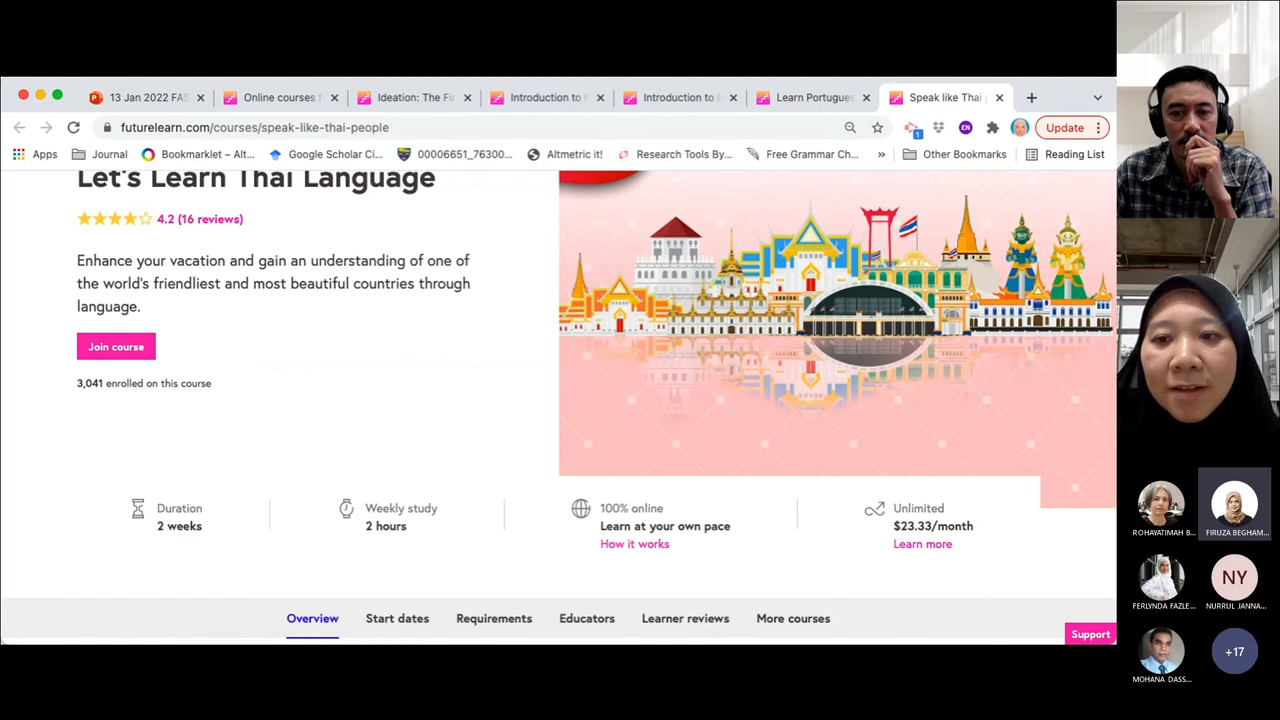 13 Jan 2022 FAS
Online courses f
Ideation: The Fi
Introduction to H
Introduction to
Learn Portugues
Speak like Thai p
futurelearn.com/courses/speak-like-thai-people
EN
1
Update
Apps
Journal
Bookmarklet – Alt...
Google Scholar Ci...
00006651_76300...
Altmetric it!
Research Tools By...
Free Grammar Ch...
»
Other Bookmarks
Reading List
Let's Learn Thai Language
4.2 (16 reviews)
Enhance your vacation and gain an understanding of one of
the world's friendliest and most beautiful countries through
language.
Join course
3,041 enrolled on this course
Duration
2 weeks
Weekly study
2 hours
100% online
Learn at your own pace
How it works
Unlimited
$23.33/month
Learn more
Overview
Start dates
Requirements
Educators
Learner reviews
More courses
Support
ROHAYATIMAH B...
FIRUZA BEGHAM...
FERLYNDA FAZLE...
NY
NURRUL JANNA...
MOHANA DASS...
+17